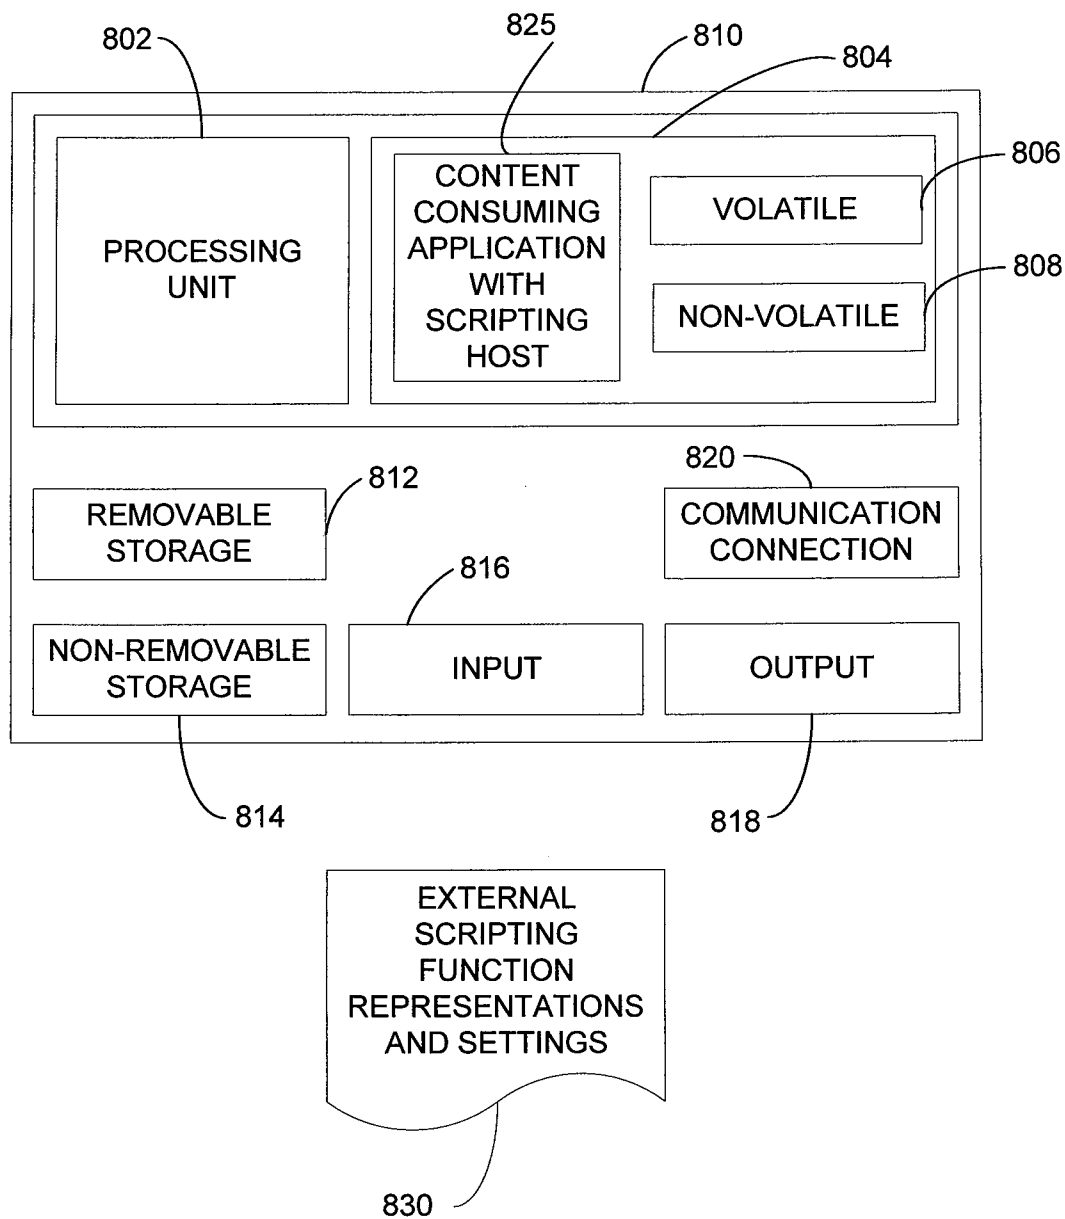 802
825
810
804
PROCESSING
UNIT
CONTENT
CONSUMING
APPLICATION
WITH
SCRIPTING
HOST
VOLATILE
806
NON-VOLATILE
808
REMOVABLE
STORAGE
812
820
COMMUNICATION
CONNECTION
816
NON-REMOVABLE
STORAGE
INPUT
OUTPUT
814
818
EXTERNAL
SCRIPTING
FUNCTION
REPRESENTATIONS
AND SETTINGS
830